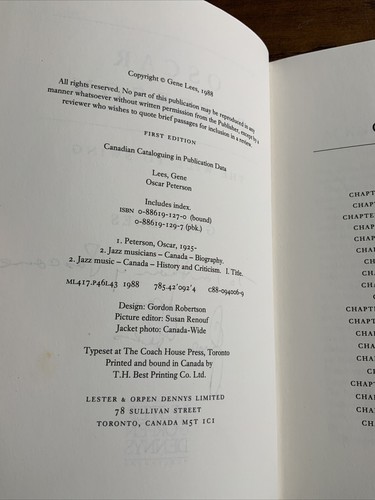 Copyright © Gene Lees, 1988
All rights reserved. No part of this publication may be reproduced in any
manner whatsoever without written permission from the Publisher, except by a
reviewer who wishes to quote brief passages for inclusion in a review
FIRST EDITION
Canadian Cataloguing in Publication Data
Lees, Gene
Oscar Peterson
Includes index.
ISBN 0-88619-127-0 (bound)
0-88619-129-7 (pbk.)
1. Peterson, Oscar, 1925-
2. Jazz musicians – Canada – Biography.
2. Jazz music – Canada – History and Criticism. I. Title.
ML417.P46L43 1988 785.42'092'4 C88-094006-9
Design: Gordon Robertson
Picture editor: Susan Renouf
Jacket photo: Canada-Wide
Typeset at The Coach House Press, Toronto
Printed and bound in Canada by
T.H. Best Printing Co. Ltd.
LESTER & ORPEN DENNYS LIMITED
78 SULLIVAN STREET
TORONTO, CANADA M5T 1C1